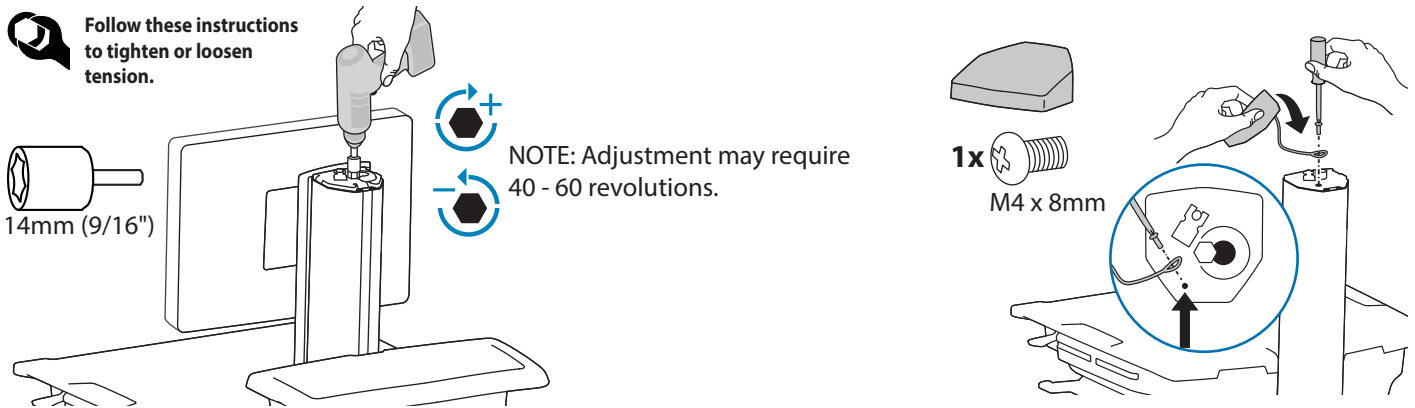 Follow these instructions
to tighten or loosen
tension.
14mm (9/16")
+
−
NOTE: Adjustment may require
40 - 60 revolutions.
1x
M4 x 8mm